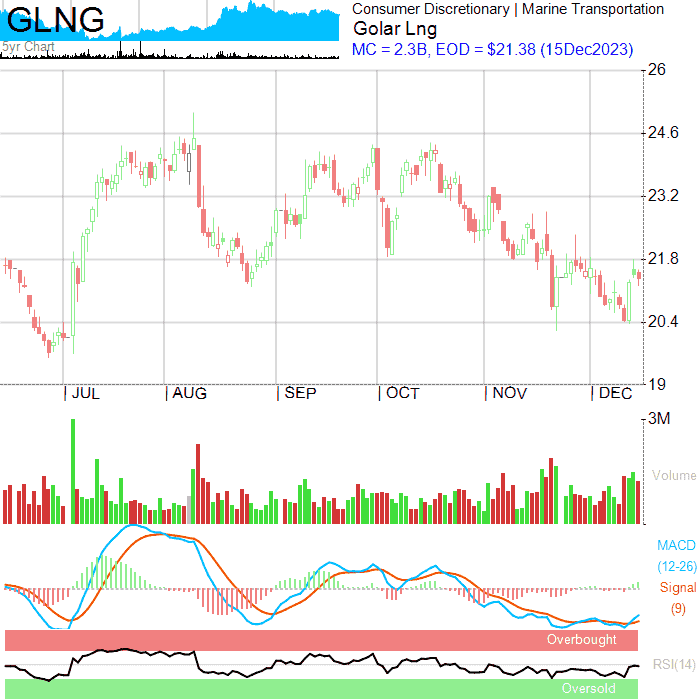 GLNG
5yr Chart
Consumer Discretionary | Marine Transportation
Golar Lng
MC = 2.3B, EOD = $21.38 (15Dec2023)
26
24.6
23.2
21.8
20.4
19
| JUL | AUG | SEP | OCT | NOV | DEC
3M
Volume
MACD
(12-26)
Signal
(9)
Overbought
RSI(14)
Oversold